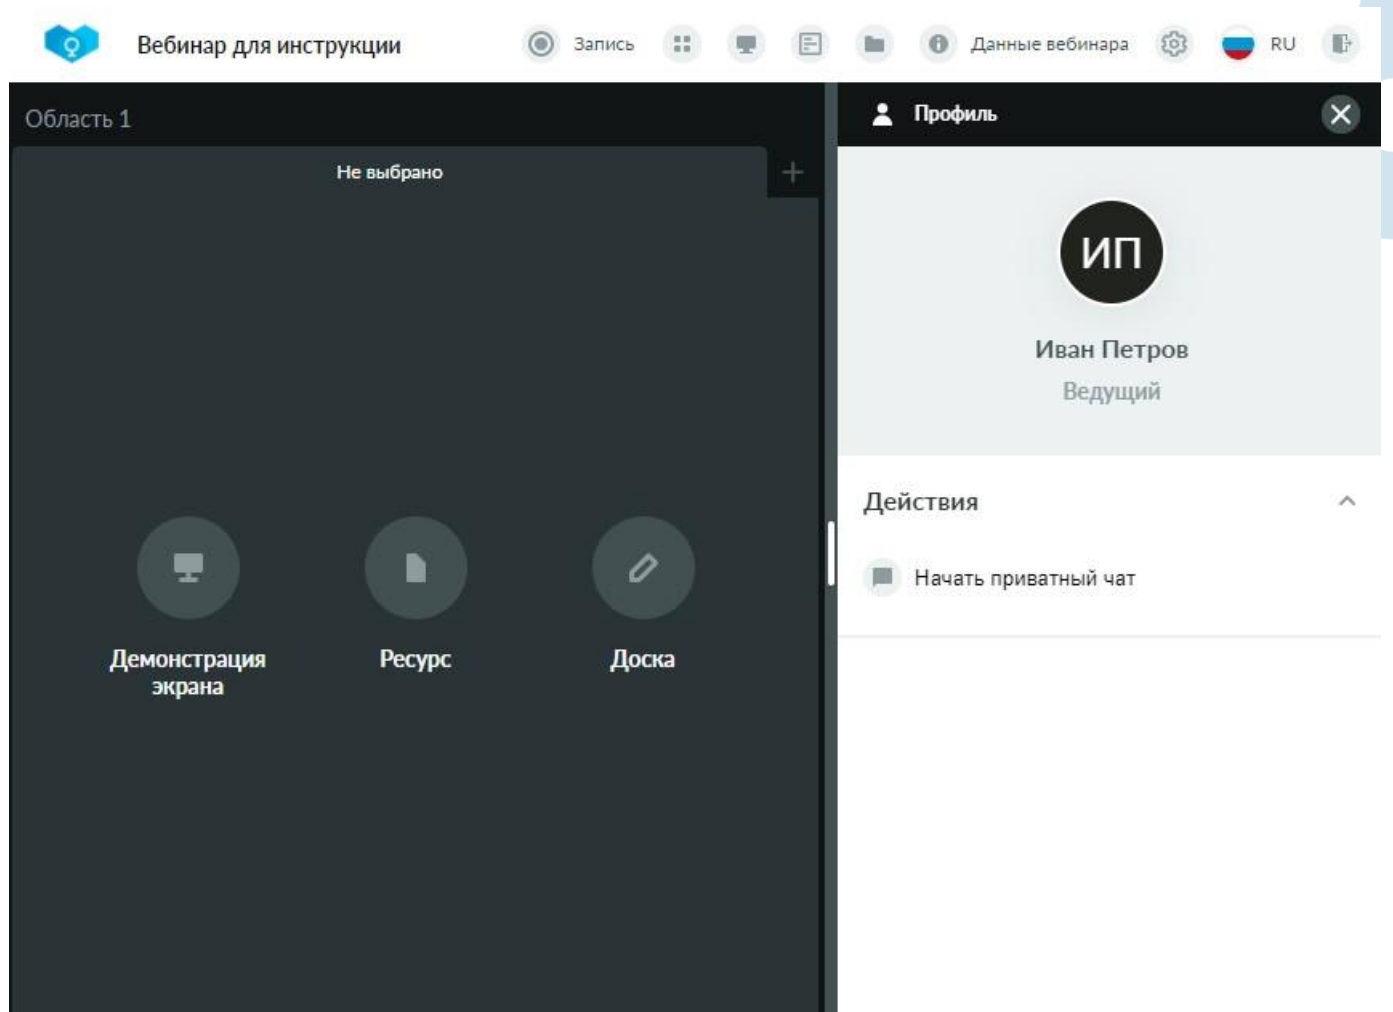 Вебинар для инструкции
Запись
Данные вебинара
RU
Область 1
Не выбрано
Демонстрация
экрана
Ресурс
Доска
Профиль
ИП
Иван Петров
Ведущий
Действия
Начать приватный чат